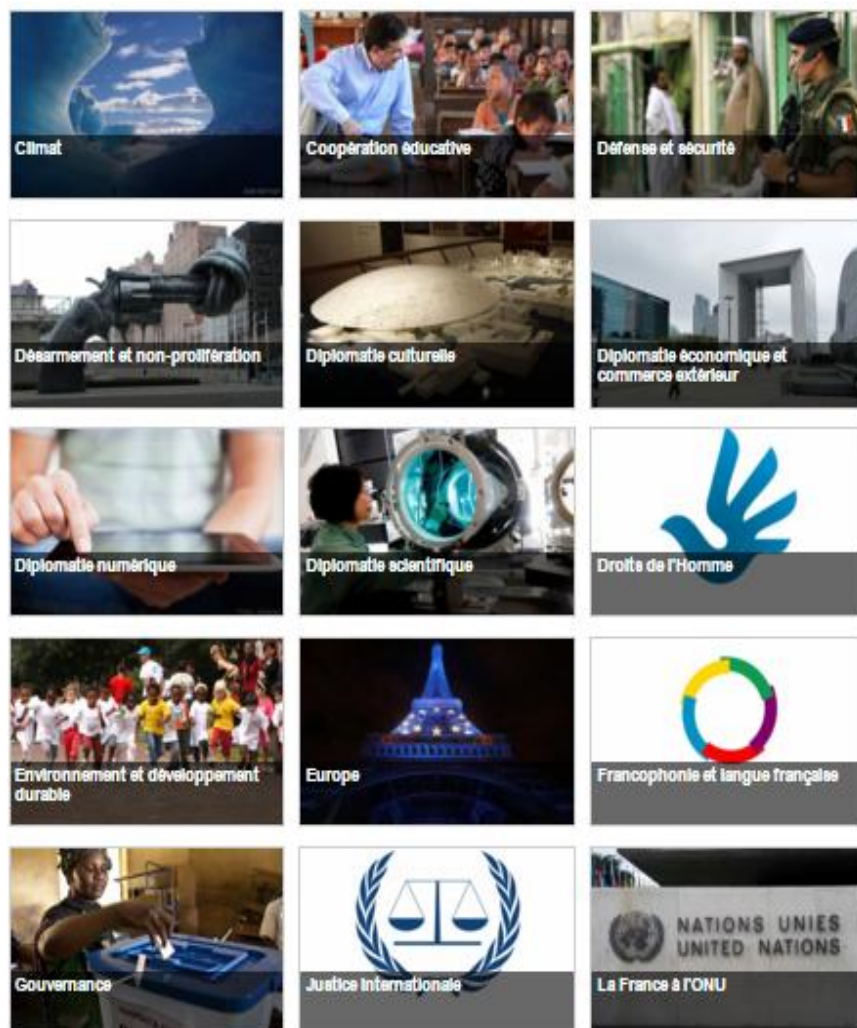 Climat
Coopération éducative
Défense et sécurité
Désarmement et non-prolifération
Diplomatie culturelle
Diplomatie économique et
commerce extérieur
Diplomatie numérique
Diplomatie scientifique
Droits de l'Homme
Environnement et développement
durable
Europe
Francophonie et langue française
Gouvernance
Justice internationale
NATIONS UNIES
UNITED NATIONS
La France à l'ONU